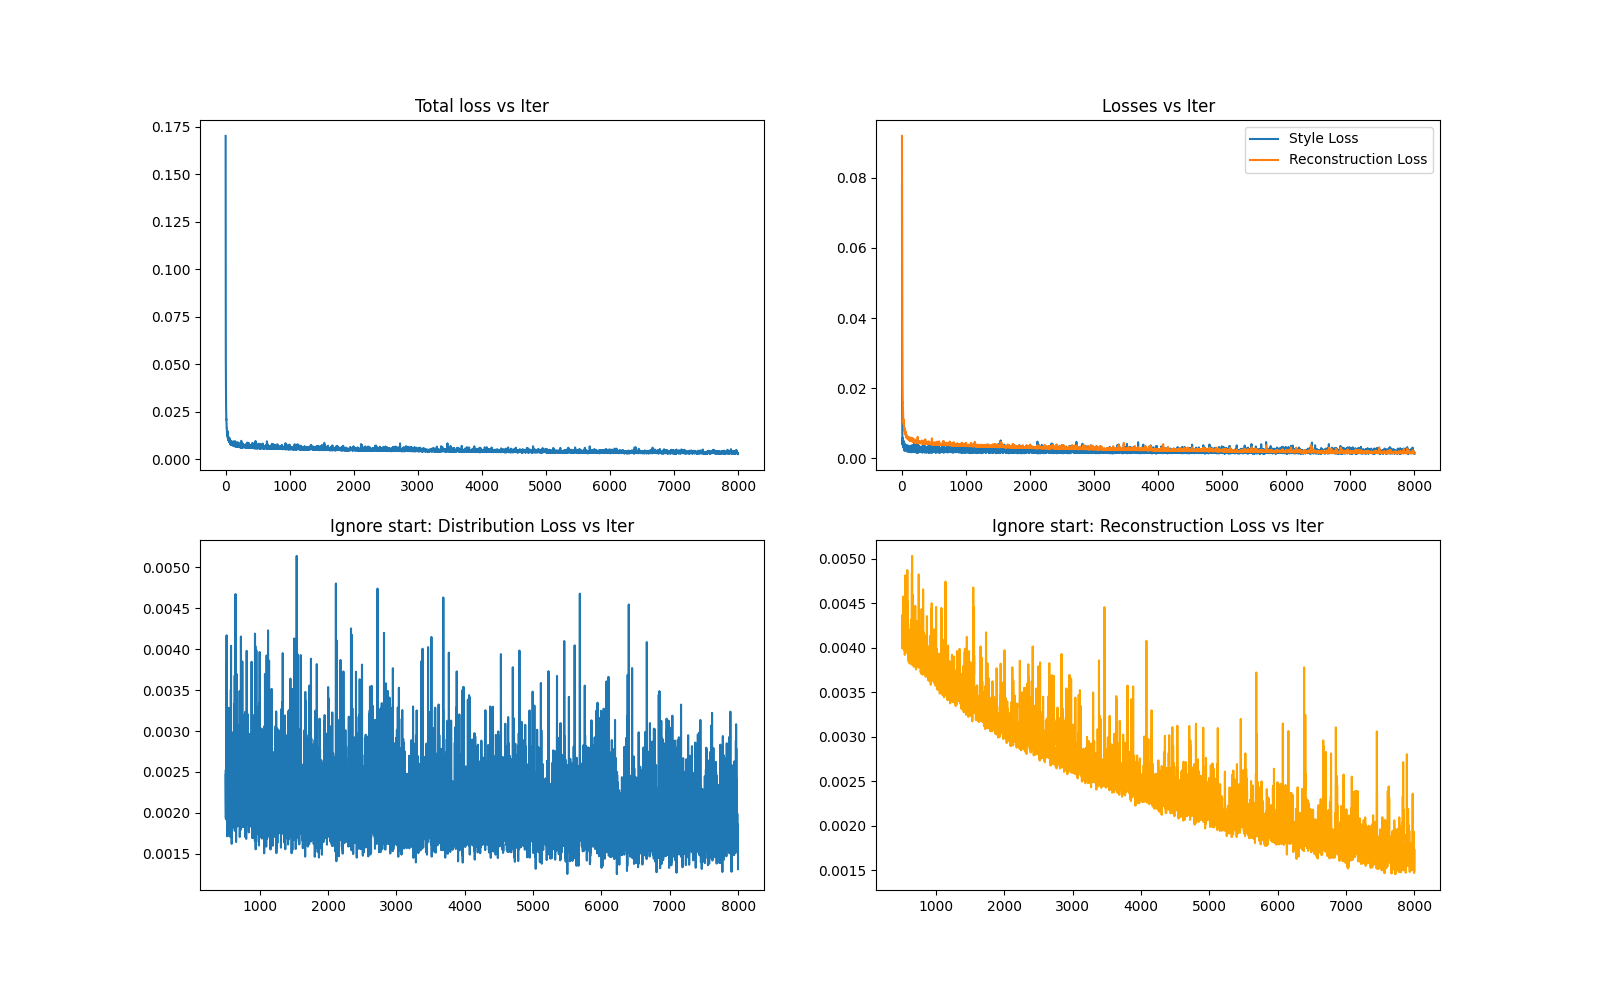 Total loss vs Iter
0.175
0.150
0.125
0.100
0.075
0.050
0.025
0.000
0 1000 2000 3000 4000 5000 6000 7000 8000
Losses vs Iter
Style Loss
Reconstruction Loss
0.08
0.06
0.04
0.02
0.00
0 1000 2000 3000 4000 5000 6000 7000 8000
Ignore start: Distribution Loss vs Iter
0.0050
0.0045
0.0040
0.0035
0.0030
0.0025
0.0020
0.0015
1000 2000 3000 4000 5000 6000 7000 8000
Ignore start: Reconstruction Loss vs Iter
0.0050
0.0045
0.0040
0.0035
0.0030
0.0025
0.0020
0.0015
1000 2000 3000 4000 5000 6000 7000 8000